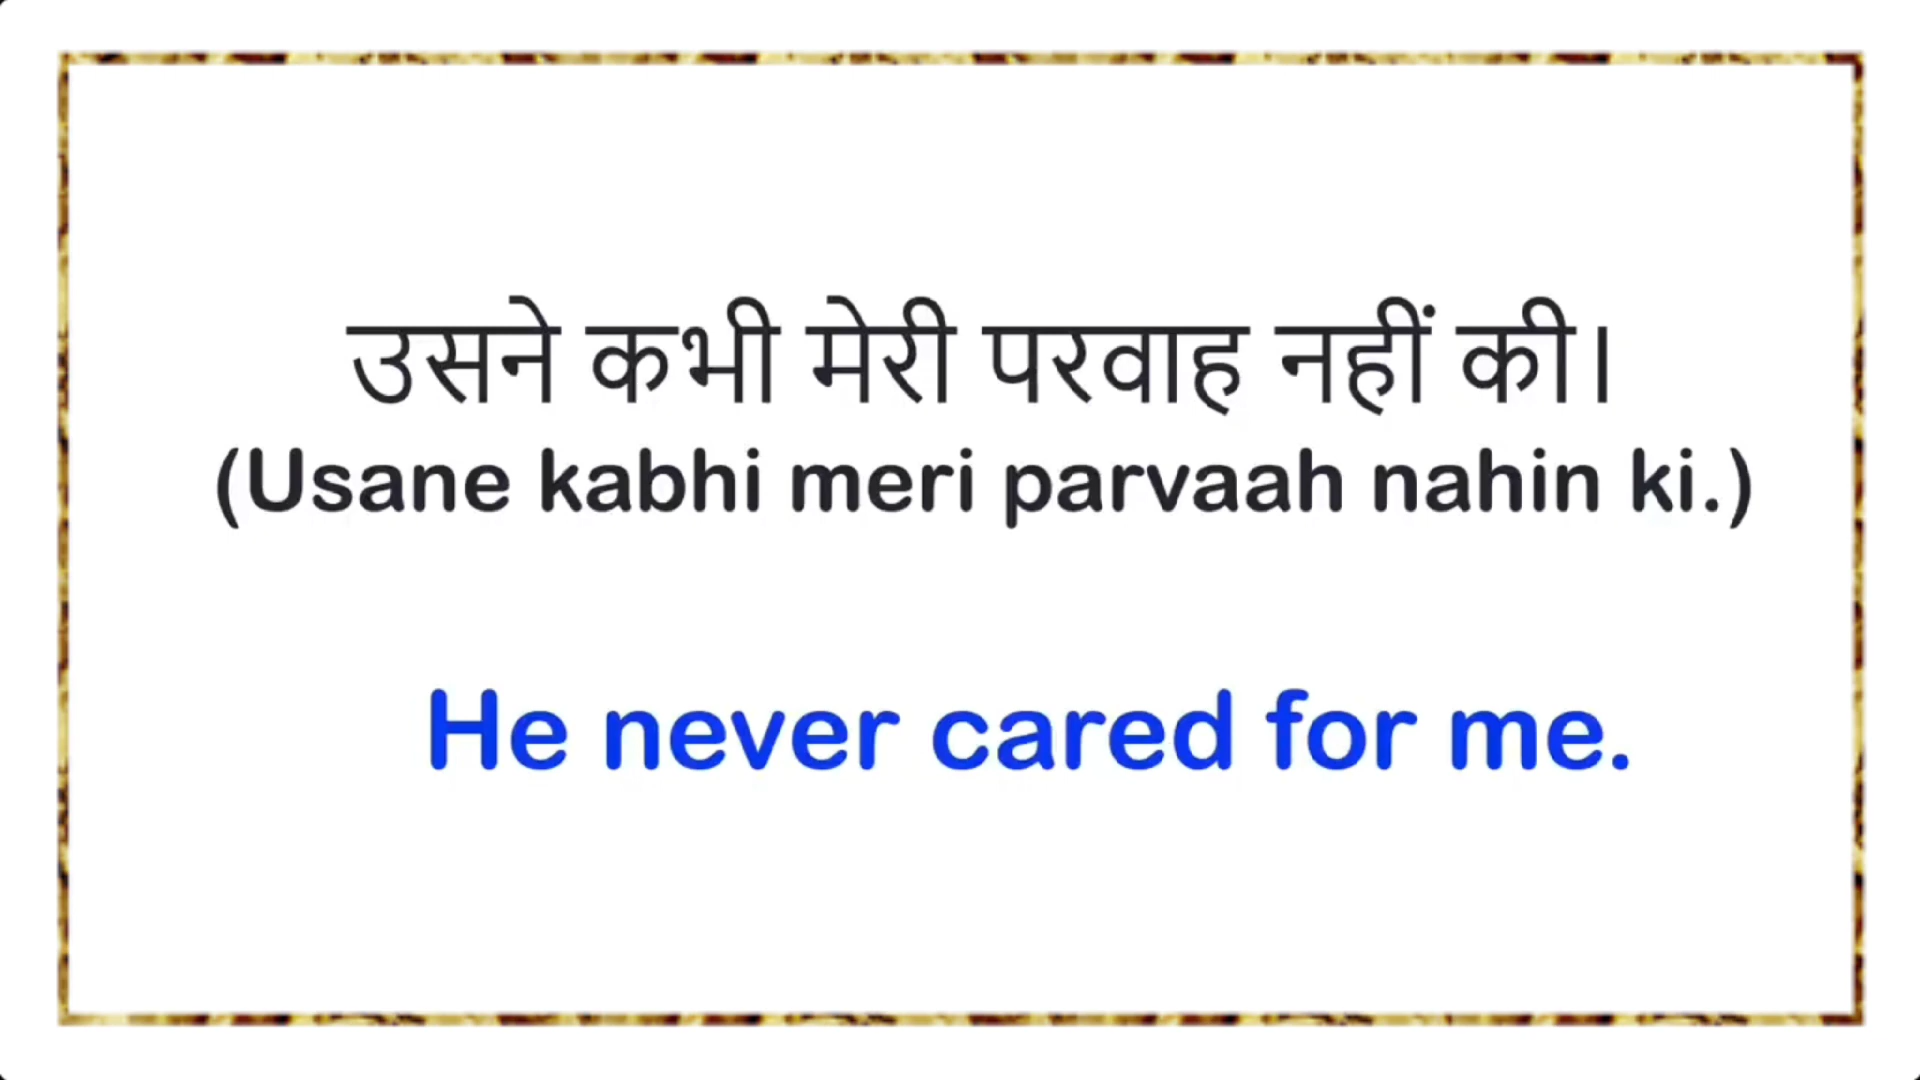 उसने कभी मेरी परवाह नहीं की।
(Usane kabhi meri parvaah nahin ki.)
He never cared for me.